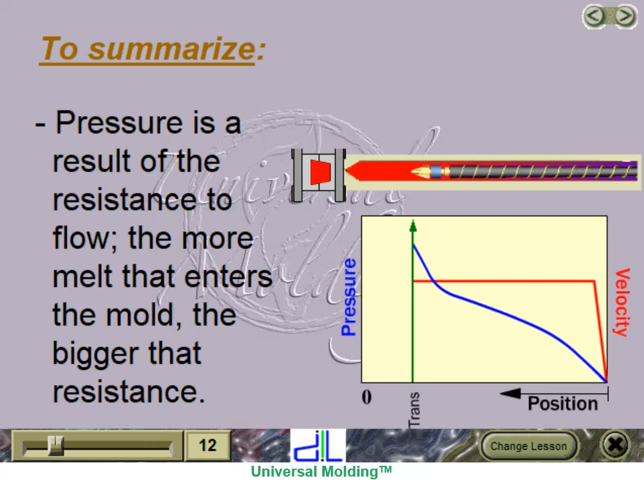 To summarize:
- Pressure is a
result of the
resistance to
flow; the more
melt that enters
the mold, the
bigger that
resistance.
Pressure
Velocity
0
Trans
Position
12
Change Lesson
Universal Molding™